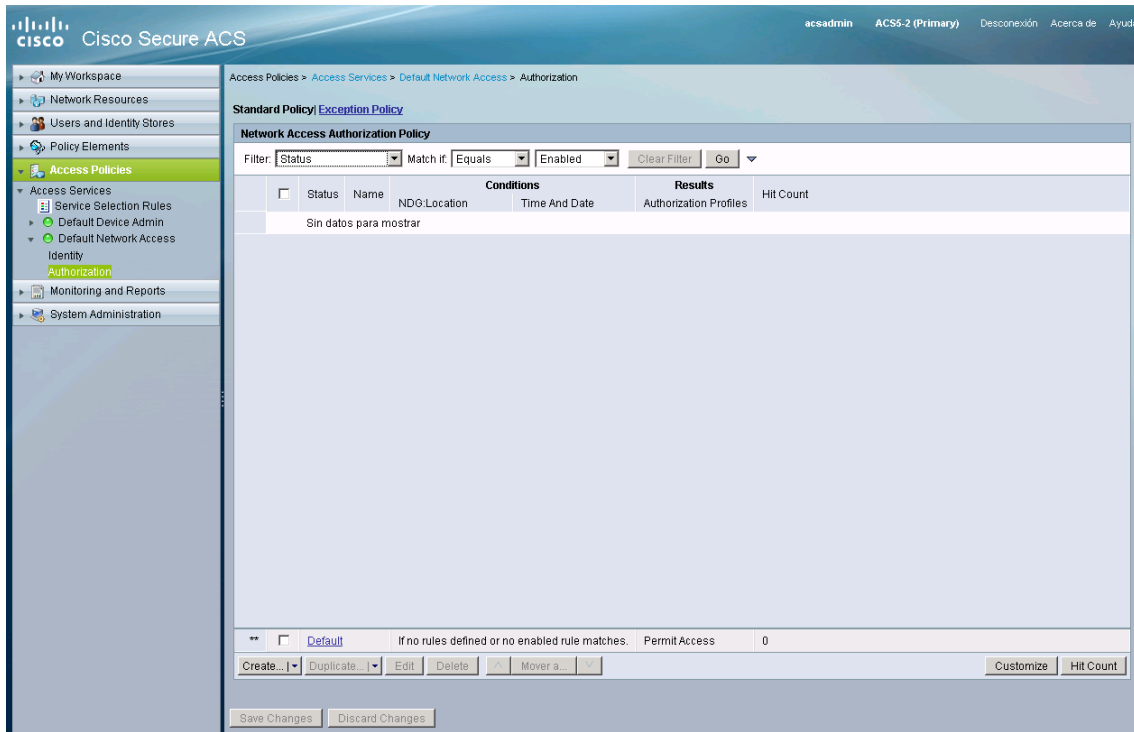 CISCO Cisco Secure ACS
acsadmin ACS5-2 (Primary) Desconexión Acerca de Ayuda
My Workspace
Network Resources
Users and Identity Stores
Policy Elements
Access Policies
Access Services
Service Selection Rules
Default Device Admin
Default Network Access
Identity
Authorization
Monitoring and Reports
System Administration
Access Policies > Access Services > Default Network Access > Authorization
Standard Policy| Exception Policy
Network Access Authorization Policy
Filter: Status Match if: Equals Enabled Clear Filter Go
Status Name Conditions Results Hit Count
NDG:Location Time And Date Authorization Profiles
Sin datos para mostrar
** Default If no rules defined or no enabled rule matches. Permit Access 0
Create... | Duplicate... | Edit Delete Mover a... Customize Hit Count
Save Changes Discard Changes